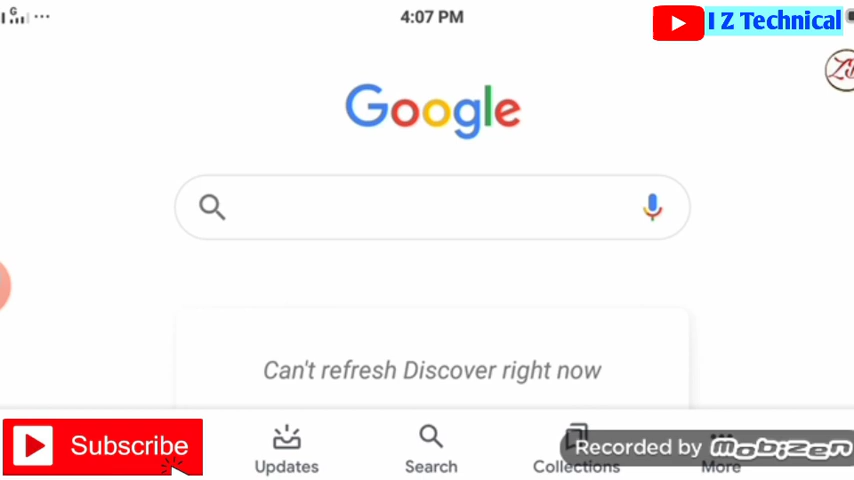 G
4:07 PM
I Z Technical
Google
Can't refresh Discover right now
Subscribe
Updates
Search
Collections
More
Recorded by mobizen